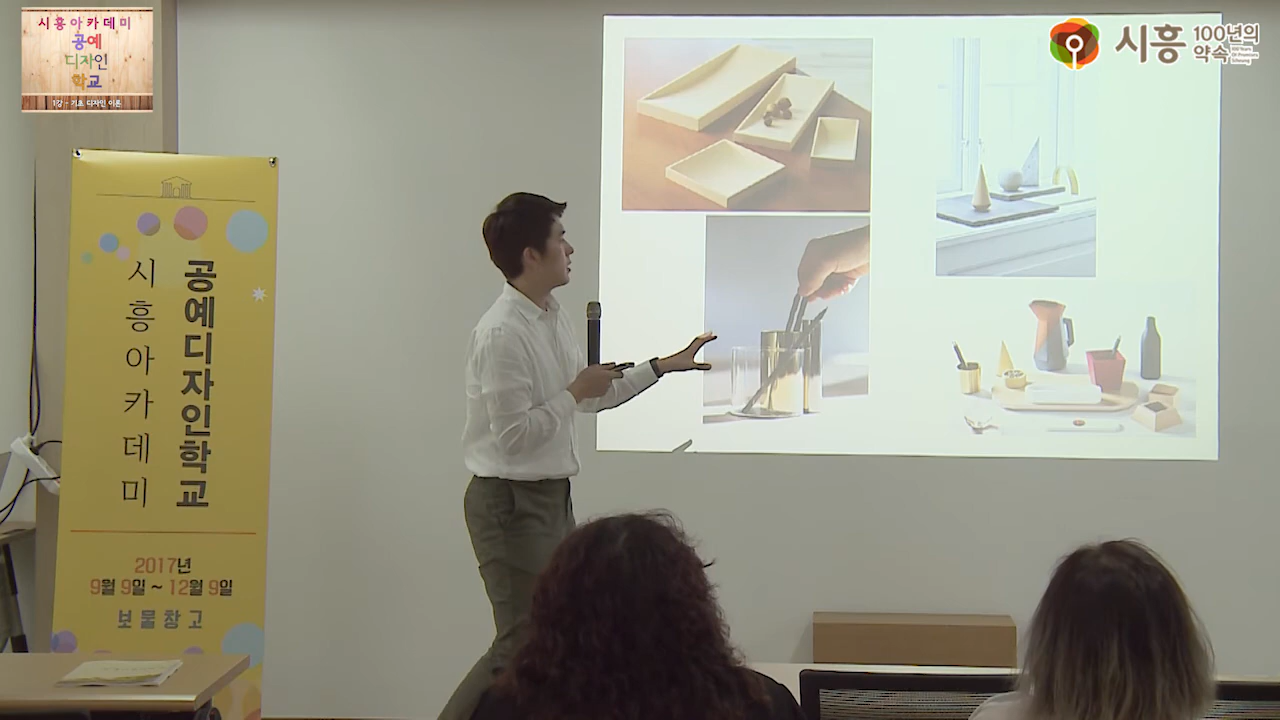 시흥아카데미
공예
디자인
학교
1강 - 기초 디자인 이론
시흥 100년의
약속
공예디자인학교
시흥아카데미
2017년
9월 9일 ~ 12월 9일
보물창고